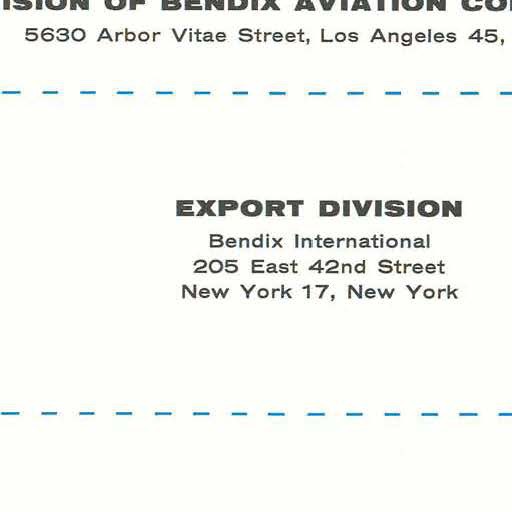 ISION OF BENDIX AVIATION CO
5630 Arbor Vitae Street, Los Angeles 45,
EXPORT DIVISION
Bendix International
205 East 42nd Street
New York 17, New York